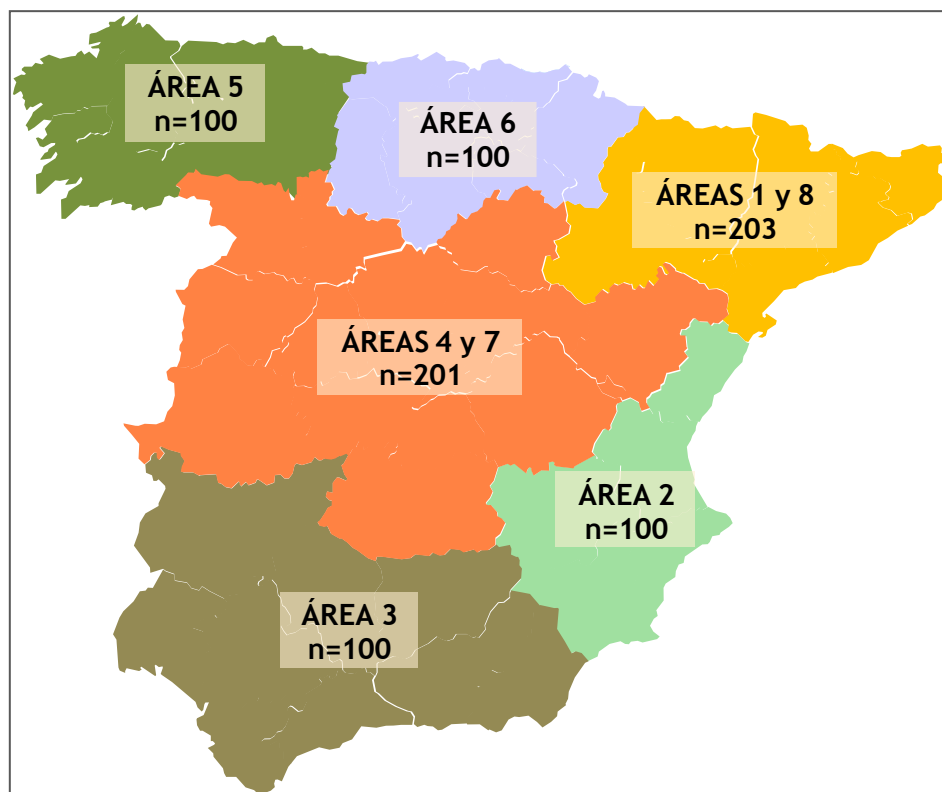 ÁREA 5
n=100
ÁREA 6
n=100
ÁREAS 1 y 8
n=203
ÁREAS 4 y 7
n=201
ÁREA 2
n=100
ÁREA 3
n=100